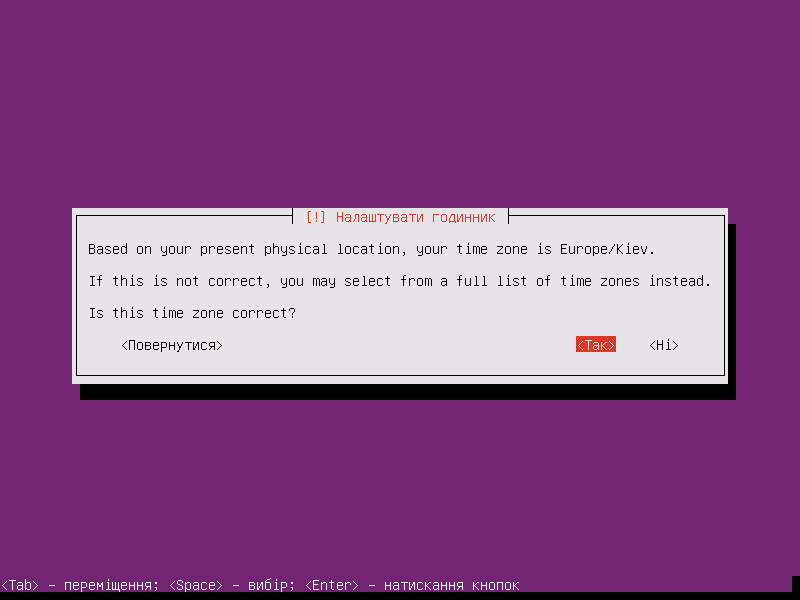 [!] Налаштувати годинник
Based on your present physical location, your time zone is Europe/Kiev.
If this is not correct, you may select from a full list of time zones instead.
Is this time zone correct?
<Повернутися> <Так> <Ні>
<Tab> – переміщення; <Space> – вибір; <Enter> – натискання кнопок